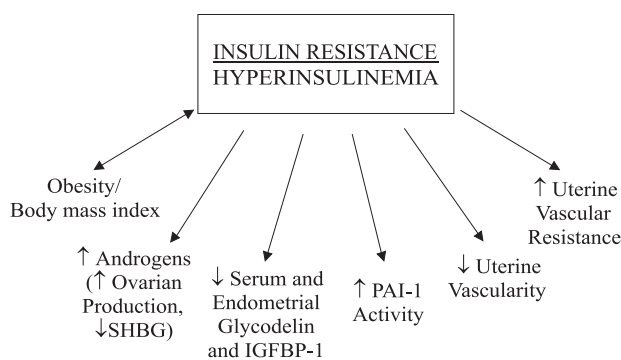 INSULIN RESISTANCE
HYPERINSULINEMIA
Obesity/
Body mass index
↑ Androgens
(↑ Ovarian
Production,
↓SHBG)
↓ Serum and
Endometrial
Glycodelin
and IGFBP-1
↑ PAI-1
Activity
↓ Uterine
Vascularity
↑ Uterine
Vascular
Resistance